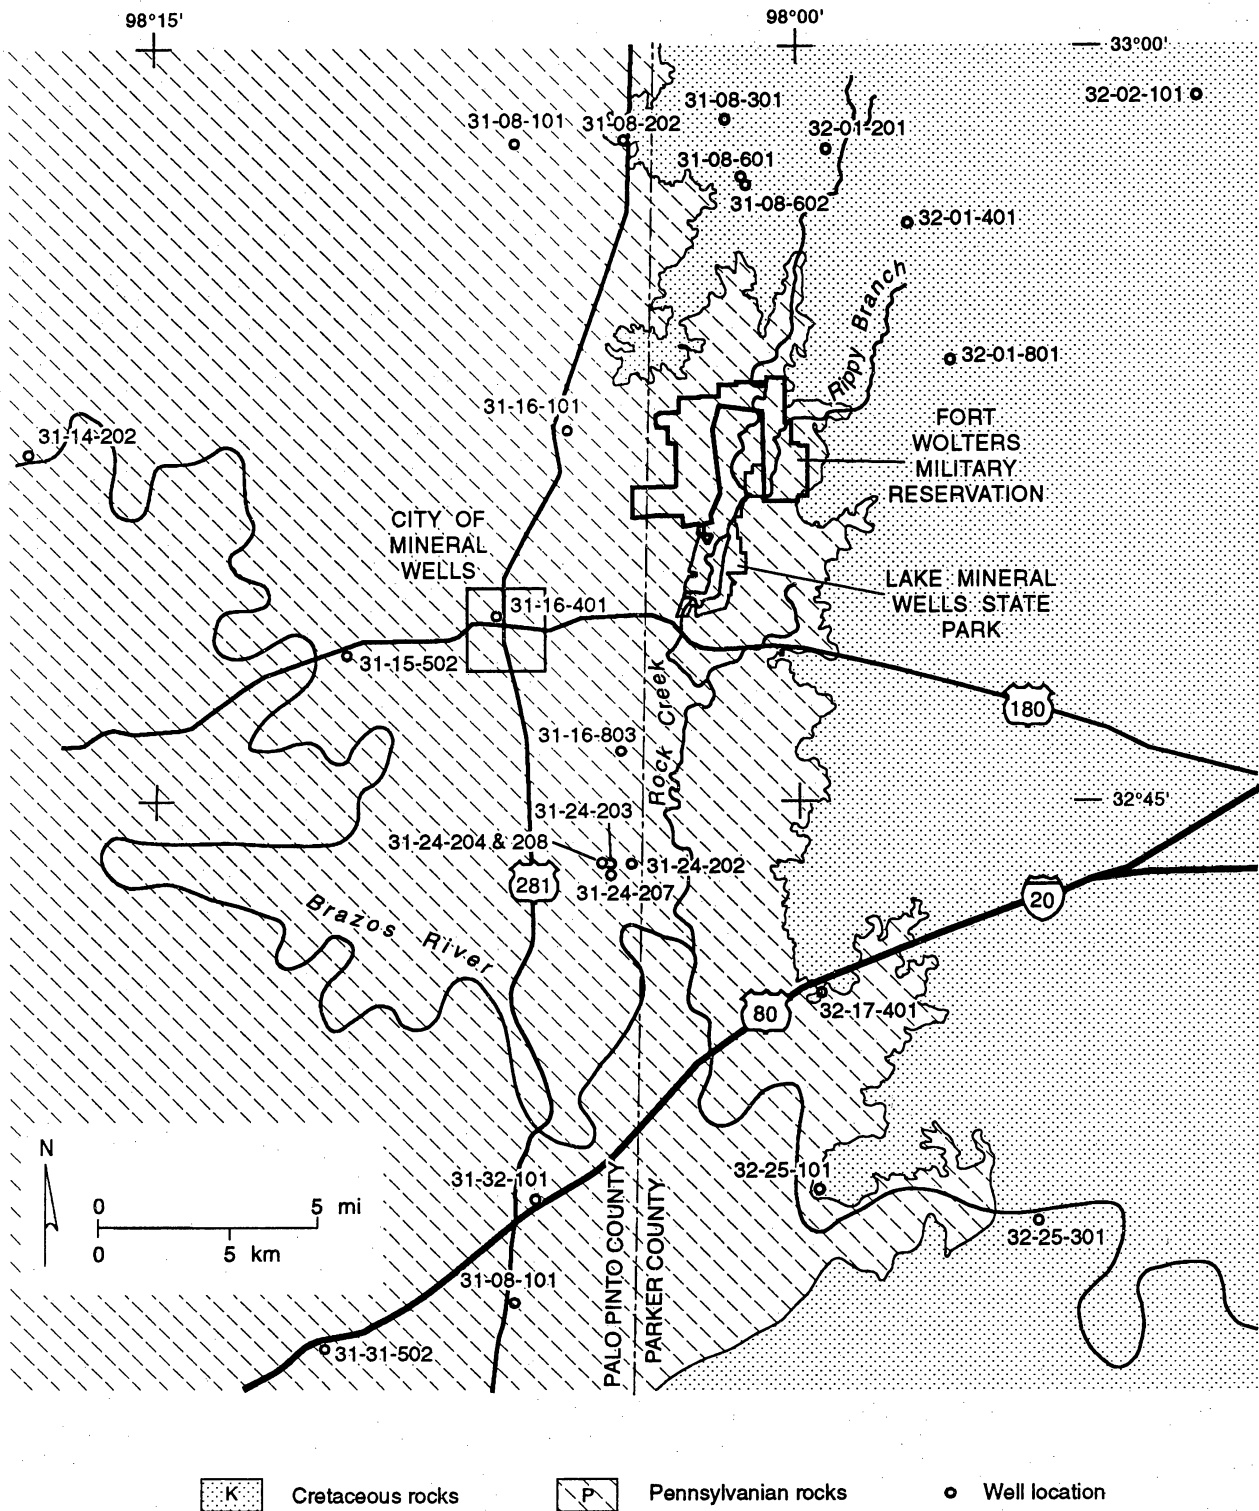 98°15'
98°00'
33°00'
32-02-101
31-08-301
31-08-101
31-08-202
32-01-201
31-08-601
31-08-602
32-01-401
Rippy Branch
32-01-801
31-16-101
FORT
WOLTERS
MILITARY
RESERVATION
31-14-202
CITY OF
MINERAL
WELLS
LAKE MINERAL
WELLS STATE
PARK
31-16-401
31-15-502
Rock Creek
180
31-16-803
32°45'
31-24-203
31-24-204 & 208
31-24-202
281
31-24-207
20
Brazos River
80
32-17-401
N
0 5 mi
0 5 km
31-32-101
32-25-101
PALO PINTO COUNTY
PARKER COUNTY
32-25-301
31-08-101
31-31-502
K Cretaceous rocks
P Pennsylvanian rocks
Well location